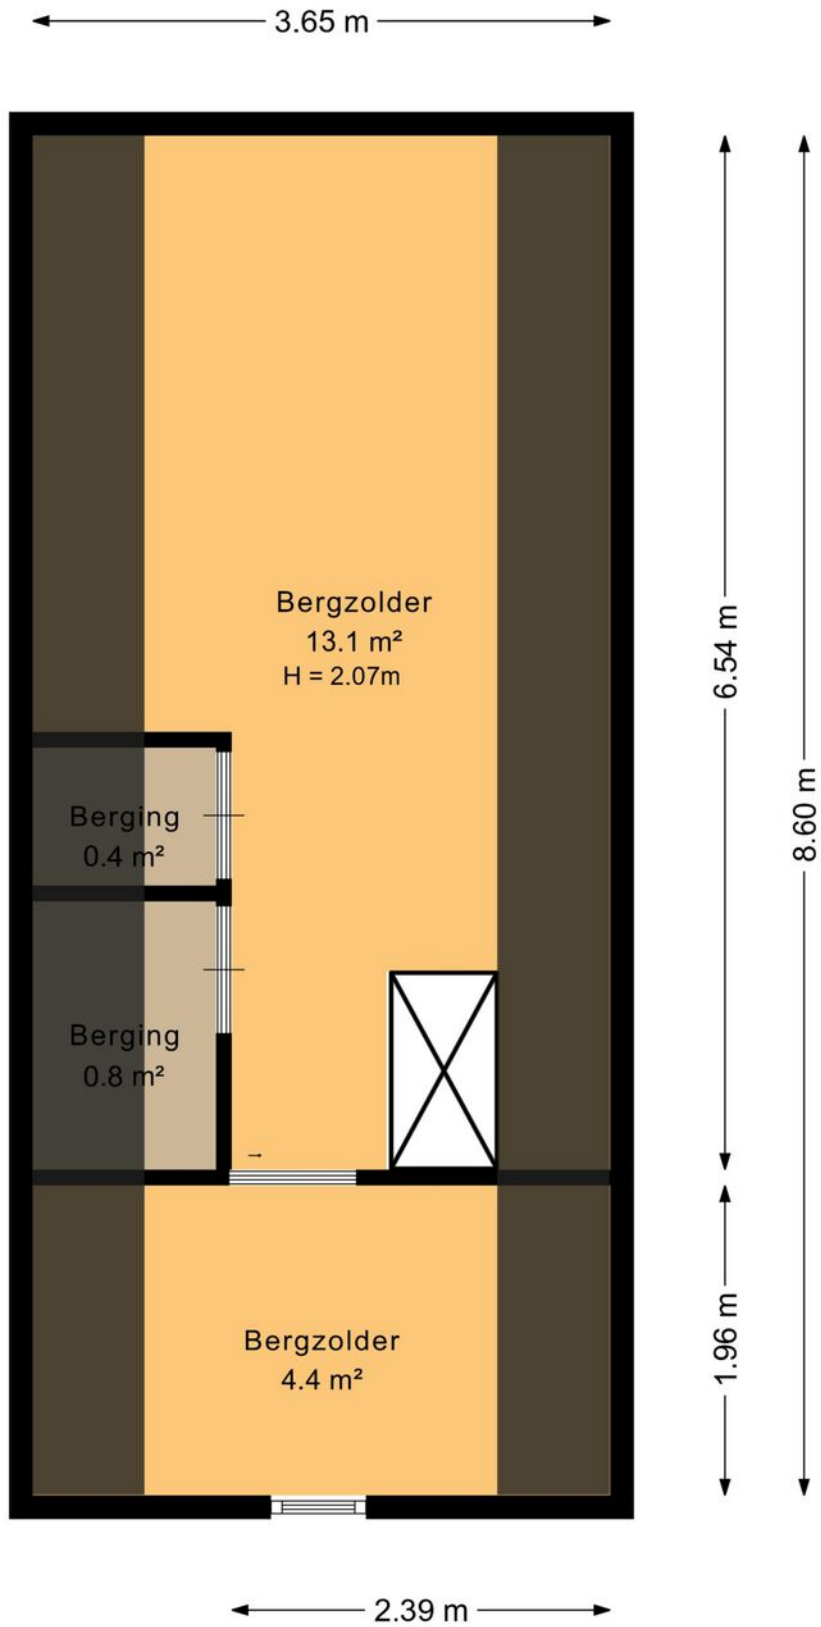 3.65 m
Bergzolder
13.1 m²
H = 2.07m
6.54 m
8.60 m
Berging
0.4 m²
Berging
0.8 m²
Bergzolder
4.4 m²
1.96 m
2.39 m